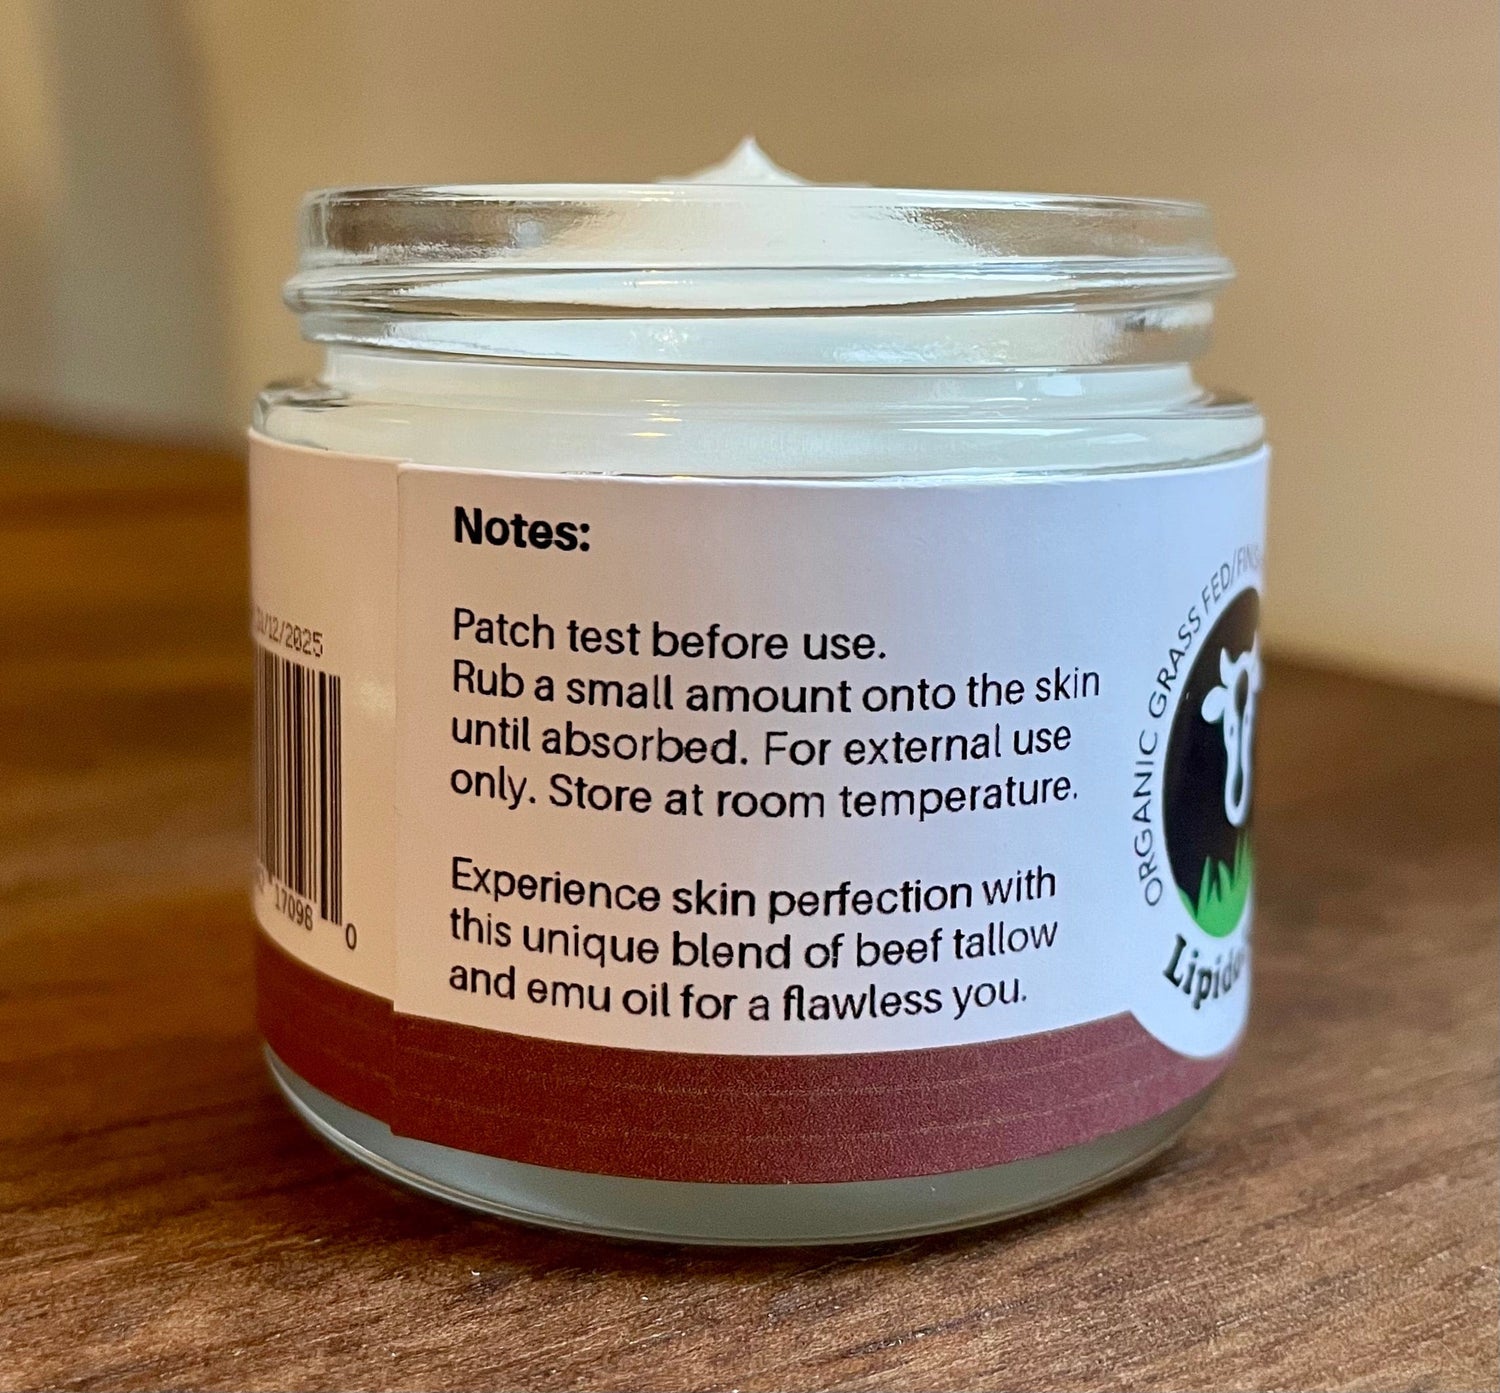 Notes:
Patch test before use.
Rub a small amount onto the skin
until absorbed. For external use
only. Store at room temperature.
Experience skin perfection with
this unique blend of beef tallow
and emu oil for a flawless you.
/12/2025
17098 0
ORGANIC GRASS FED/